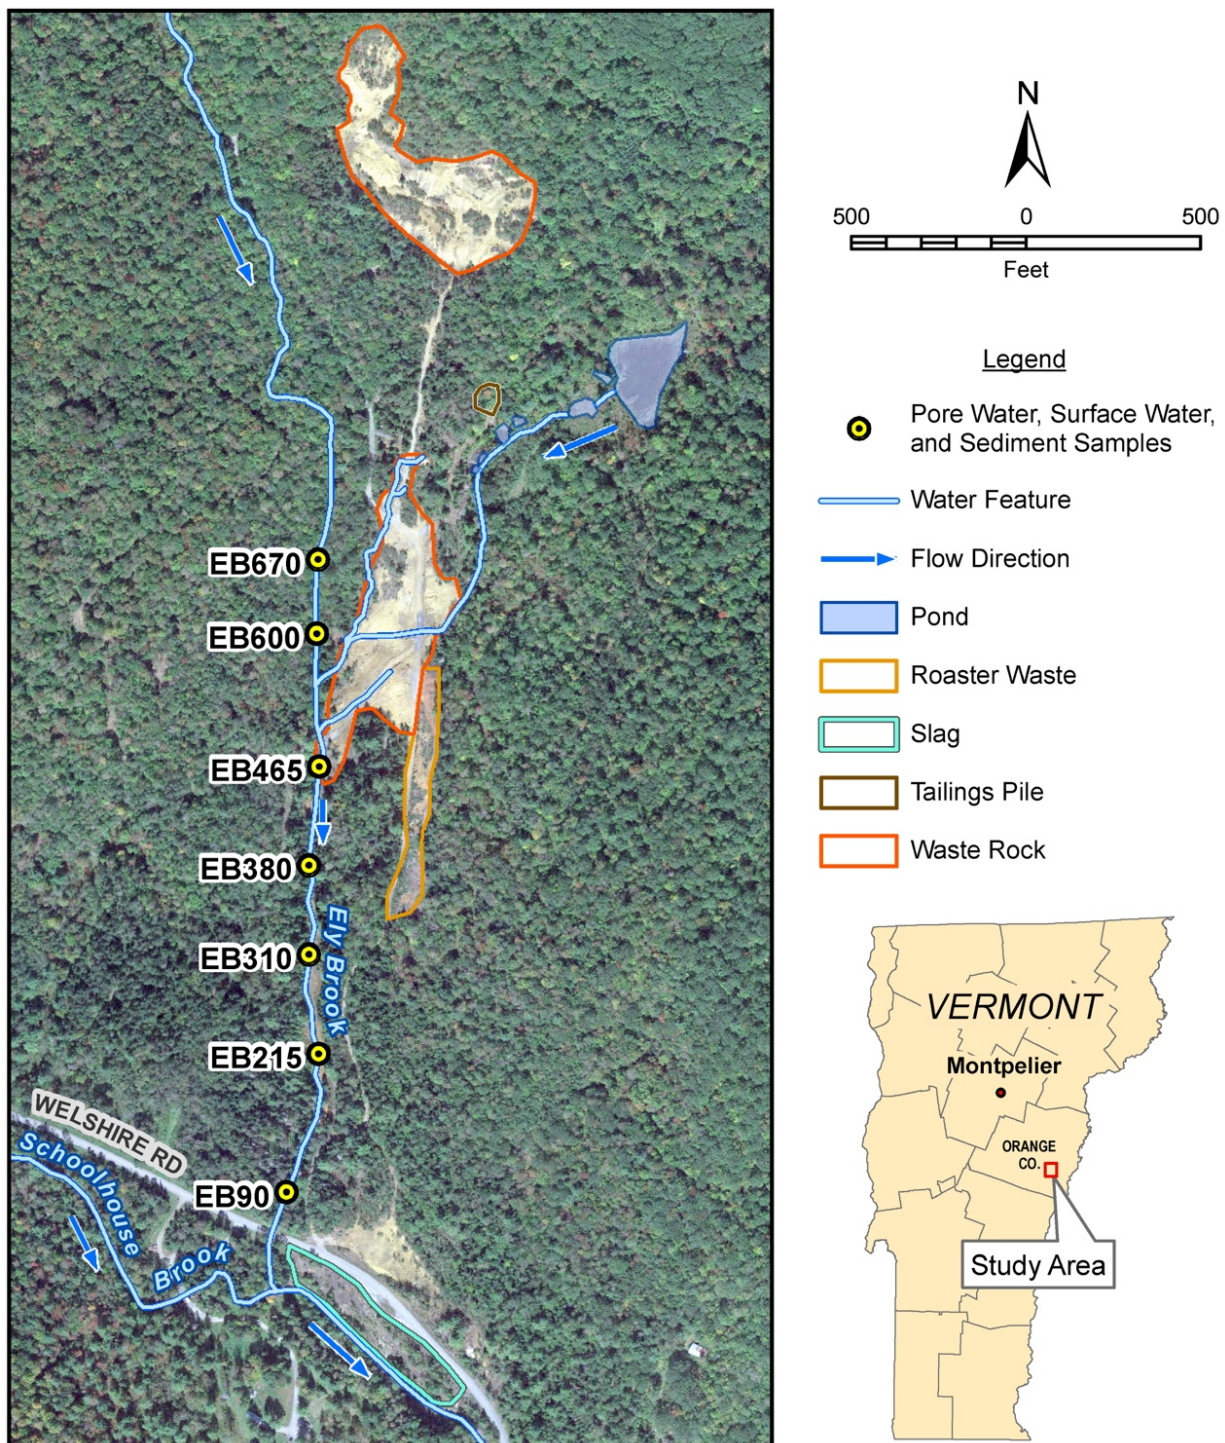 EB670
EB600
EB465
EB380
EB310
Ely Brook
EB215
WELSHIRE RD
Schoolhouse
Brook
EB90
N
500 0 500
Feet
Legend
Pore Water, Surface Water,
and Sediment Samples
Water Feature
Flow Direction
Pond
Roaster Waste
Slag
Tailings Pile
Waste Rock
VERMONT
Montpelier
ORANGE
CO.
Study Area